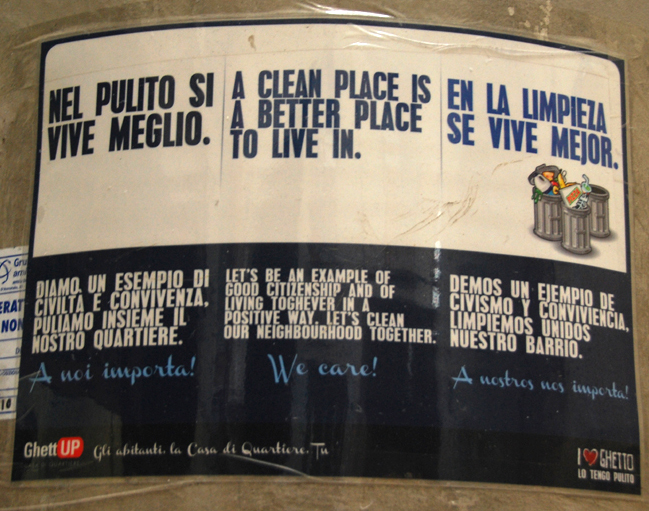 NEL PULITO SI
VIVE MEGLIO.
A CLEAN PLACE IS
A BETTER PLACE
TO LIVE IN.
EN LA LIMPIEZA
SE VIVE MEJOR.
DIAMO UN ESEMPIO DI
CIVILTÀ E CONVIVENZA,
PULIAMO INSIEME IL
NOSTRO QUARTIERE.
A noi importa!
LET'S BE AN EXAMPLE OF
GOOD CITIZENSHIP AND OF
LIVING TOGHEVER IN A
POSITIVE WAY. LET'S CLEAN
OUR NEIGHBOURHOOD TOGETHER.
We care!
DEMOS UN EJEMPIO DE
CIVISMO Y CONVIVIENCIA,
LIMPIEMOS UNIDOS
NUESTRO BARRIO.
A nostros nos importa!
GhettUP
Gli abitanti. la Casa di Quartiere. Tu
I ❤ GHETTO
LO TENGO PULITO
Gru
ERAT
NON
10